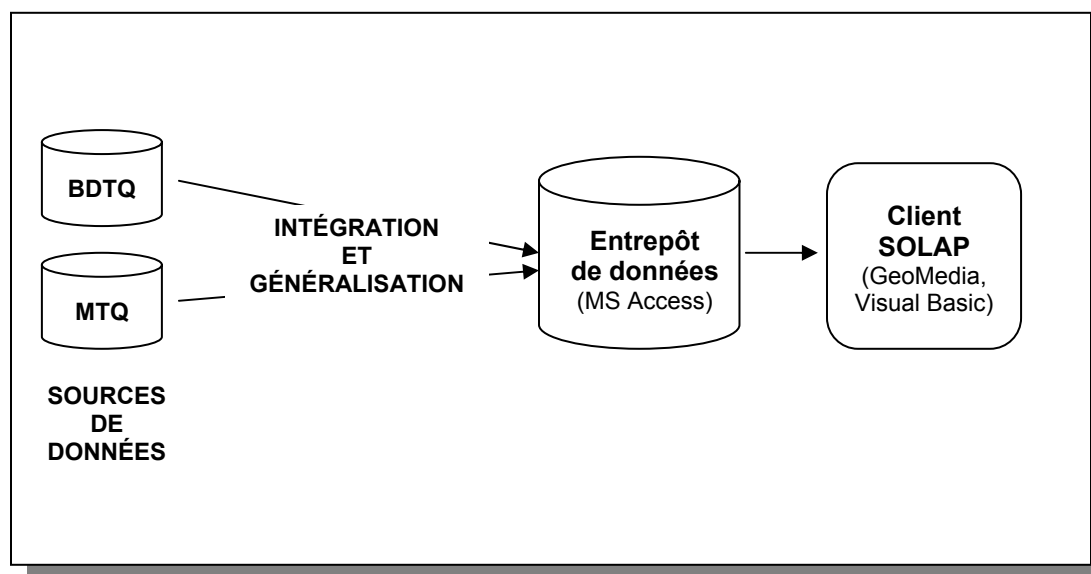 BDTQ
MTQ
SOURCES
DE
DONNÉES
INTÉGRATION
ET
GÉNÉRALISATION
Entrepôt
de données
(MS Access)
Client
SOLAP
(GeoMedia,
Visual Basic)